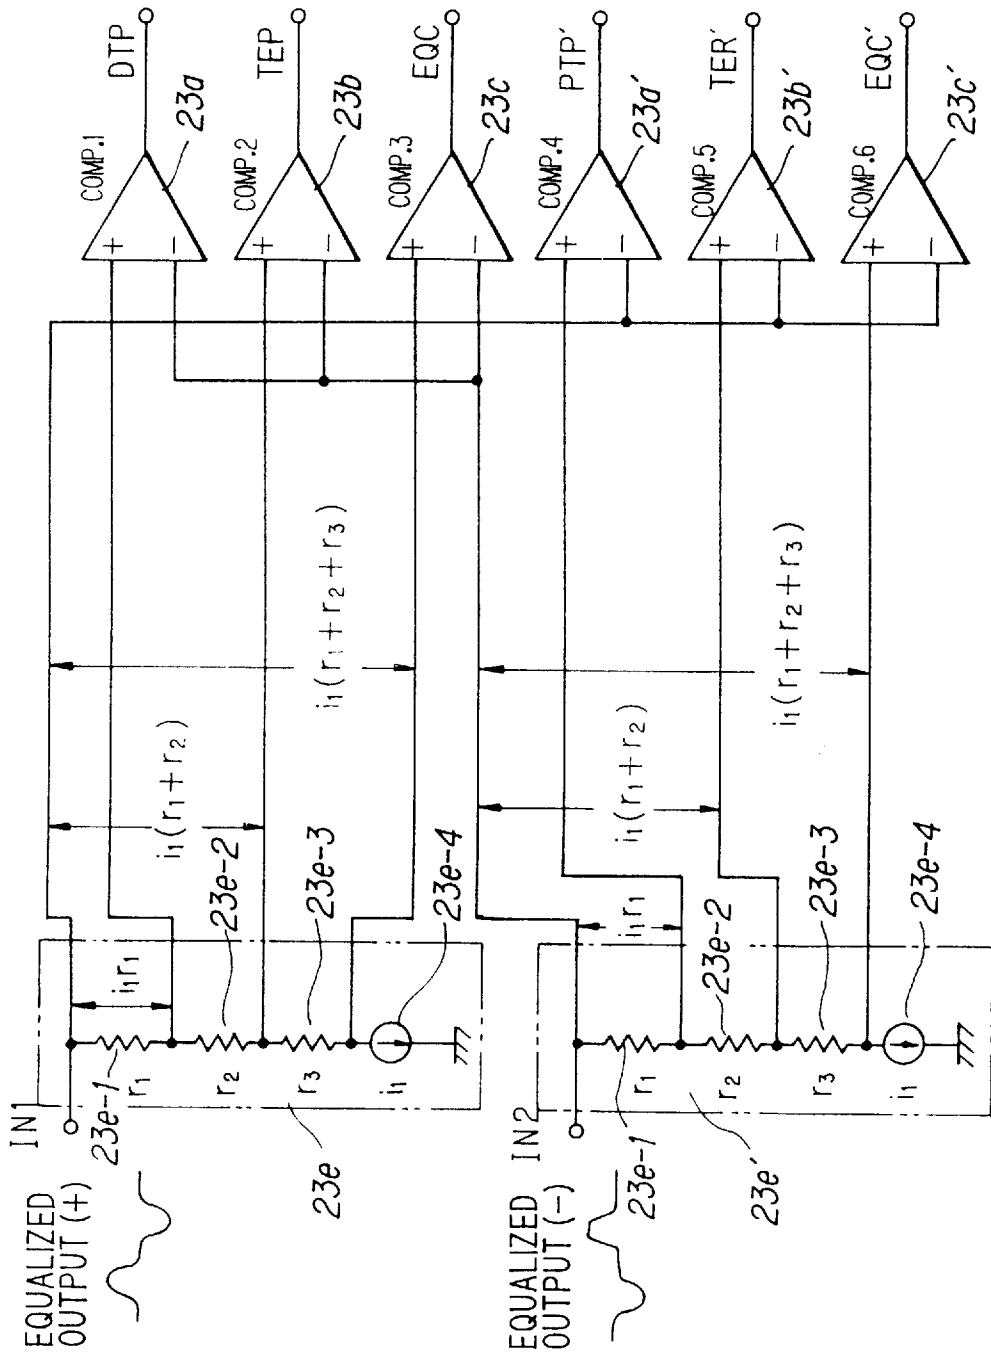 EQUALIZED
OUTPUT (+)
IN1
23e-1
r1
r2
r3
i1
23e
i1r1
23e-2
23e-3
23e-4
i1(r1+r2)
i1(r1+r2+r3)
COMP.1
+
−
23a
DTP
COMP.2
+
−
23b
TEP
COMP.3
+
−
23c
EQC
EQUALIZED
OUTPUT (−)
IN2
23e-1
r1
r2
r3
i1
23e'
i1r1
23e-2
23e-3
23e-4
i1(r1+r2)
i1(r1+r2+r3)
COMP.4
+
−
23a'
PTP'
COMP.5
+
−
23b'
TER'
COMP.6
+
−
23c'
EQC'